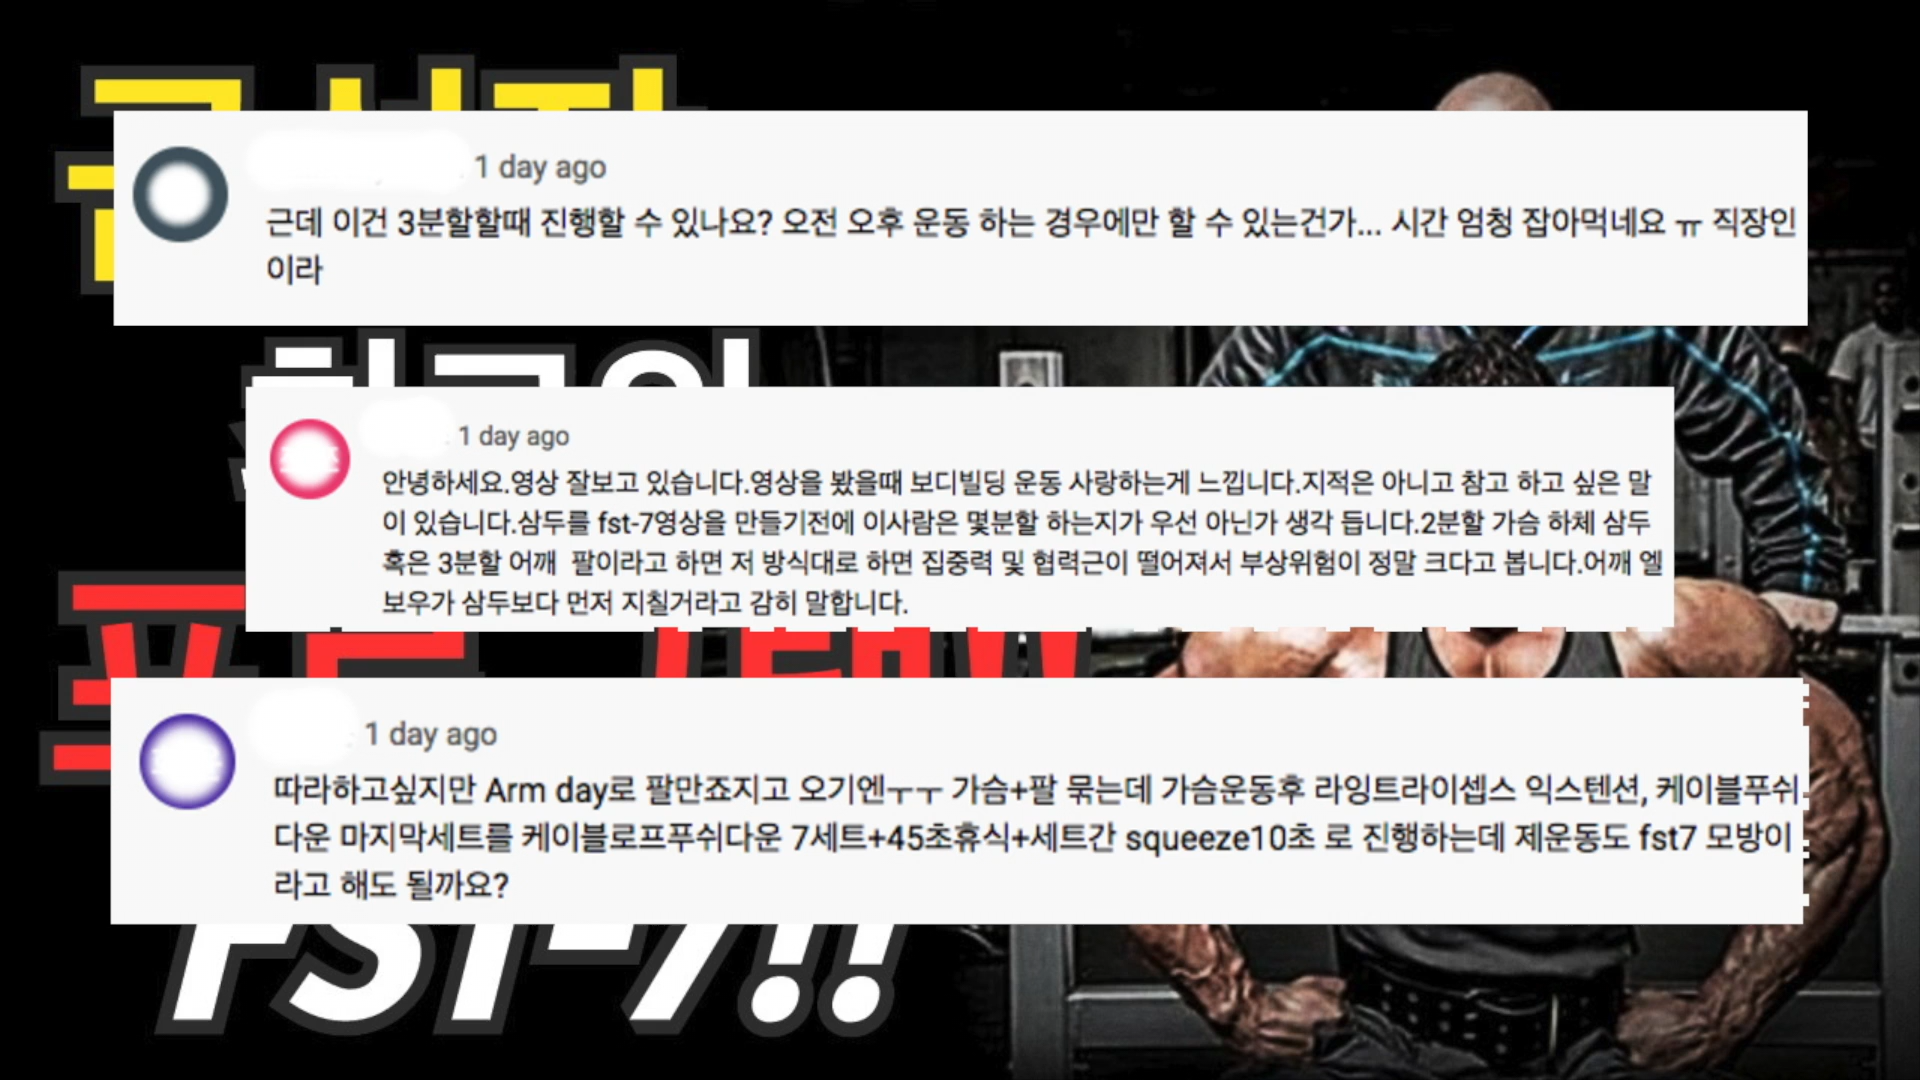 1 day ago
근데 이건 3분할할때 진행할 수 있나요? 오전 오후 운동 하는 경우에만 할 수 있는건가... 시간 엄청 잡아먹네요 ㅠ 직장인
이라
1 day ago
안녕하세요.영상 잘보고 있습니다.영상을 봤을때 보디빌딩 운동 사랑하는게 느낍니다.지적은 아니고 참고 하고 싶은 말
이 있습니다.삼두를 fst-7영상을 만들기전에 이사람은 몇분할 하는지가 우선 아닌가 생각 듭니다.2분할 가슴 하체 삼두
혹은 3분할 어깨 팔이라고 하면 저 방식대로 하면 집중력 및 협력근이 떨어져서 부상위험이 정말 크다고 봅니다.어깨 엘
보우가 삼두보다 먼저 지칠거라고 감히 말합니다.
1 day ago
따라하고싶지만 Arm day로 팔만죠지고 오기엔ㅜㅜ 가슴+팔 묶는데 가슴운동후 라잉트라이셉스 익스텐션, 케이블푸쉬
다운 마지막세트를 케이블로프푸쉬다운 7세트+45초휴식+세트간 squeeze10초 로 진행하는데 제운동도 fst7 모방이
라고 해도 될까요?
FST-7!!